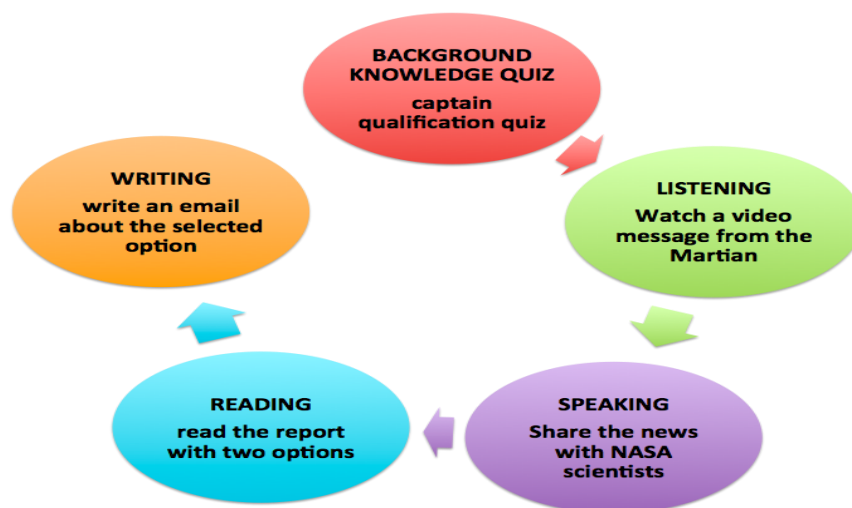 BACKGROUND
KNOWLEDGE QUIZ
captain
qualification quiz
LISTENING
Watch a video
message from the
Martian
SPEAKING
Share the news
with NASA
scientists
READING
read the report
with two options
WRITING
write an email
about the selected
option